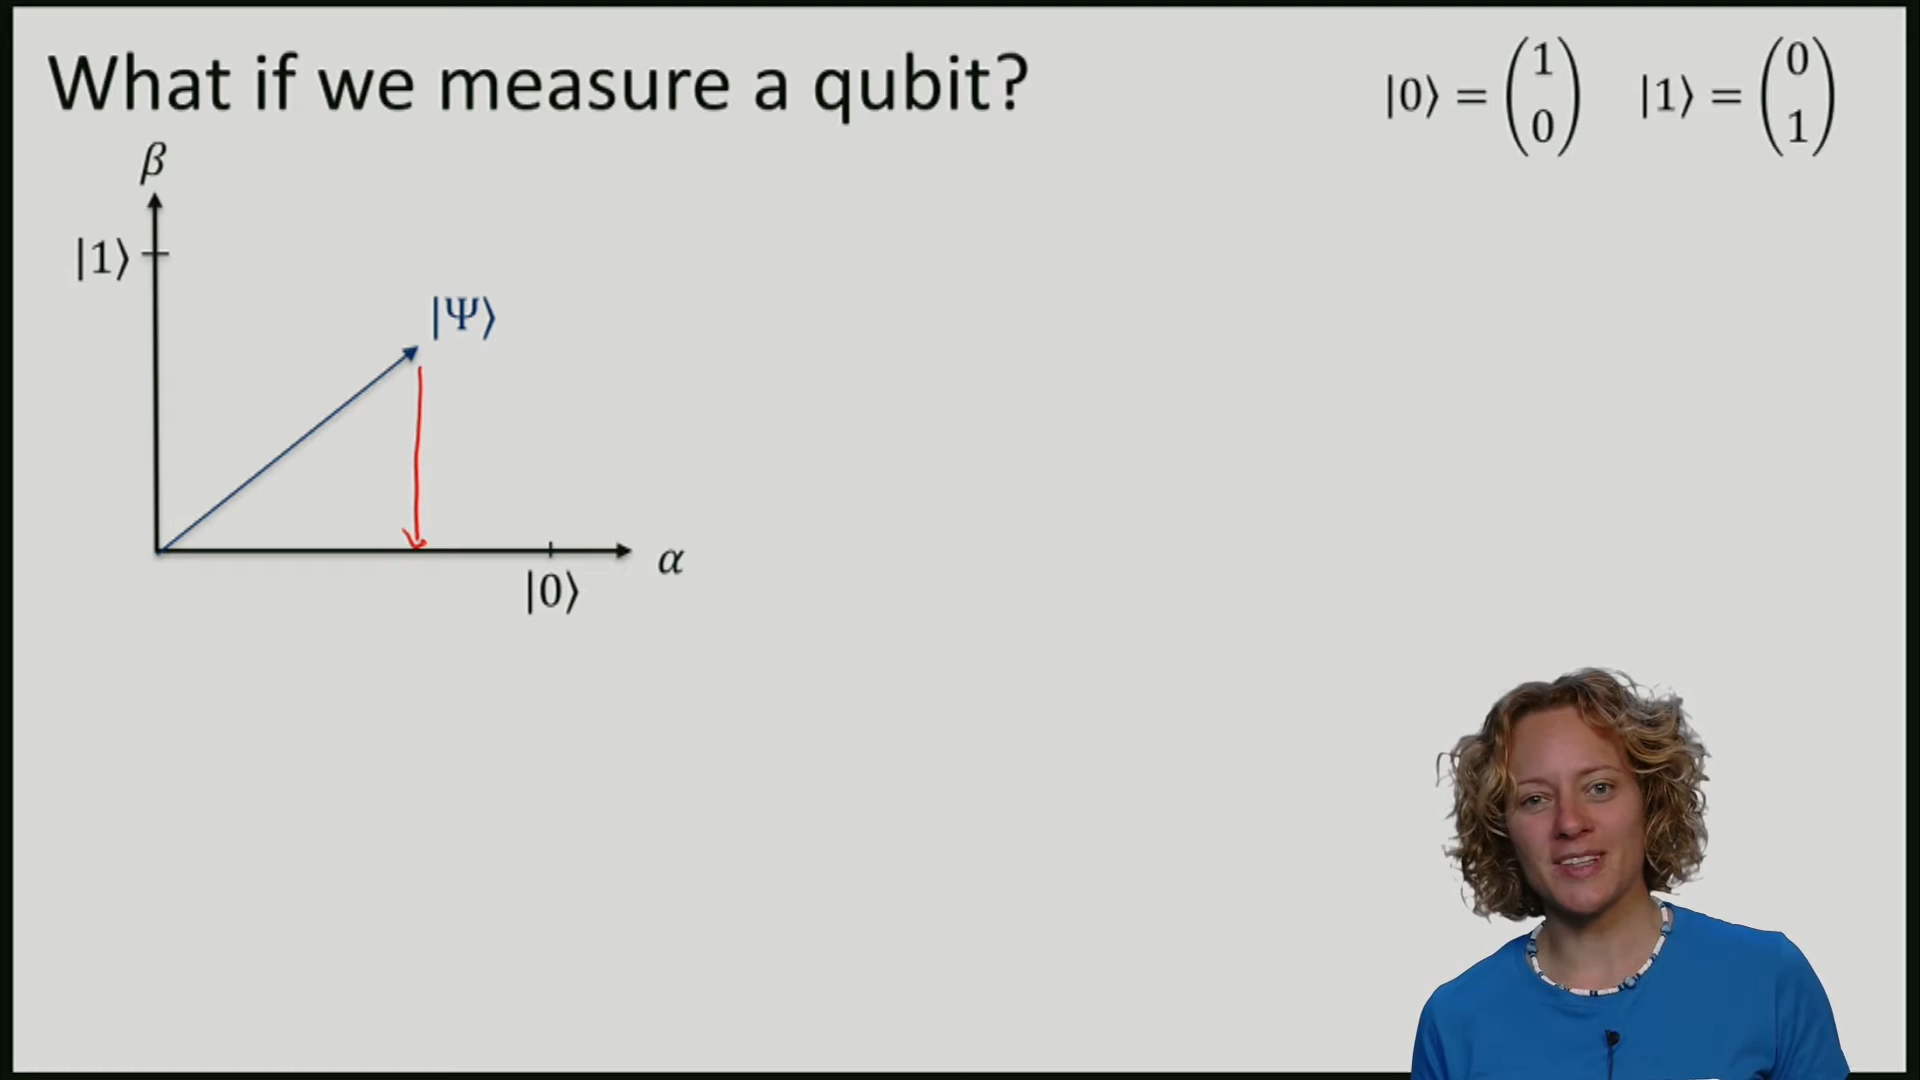 What if we measure a qubit?
|0⟩ = (1 0) |1⟩ = (0 1)
β
|1⟩
|Ψ⟩
α
|0⟩